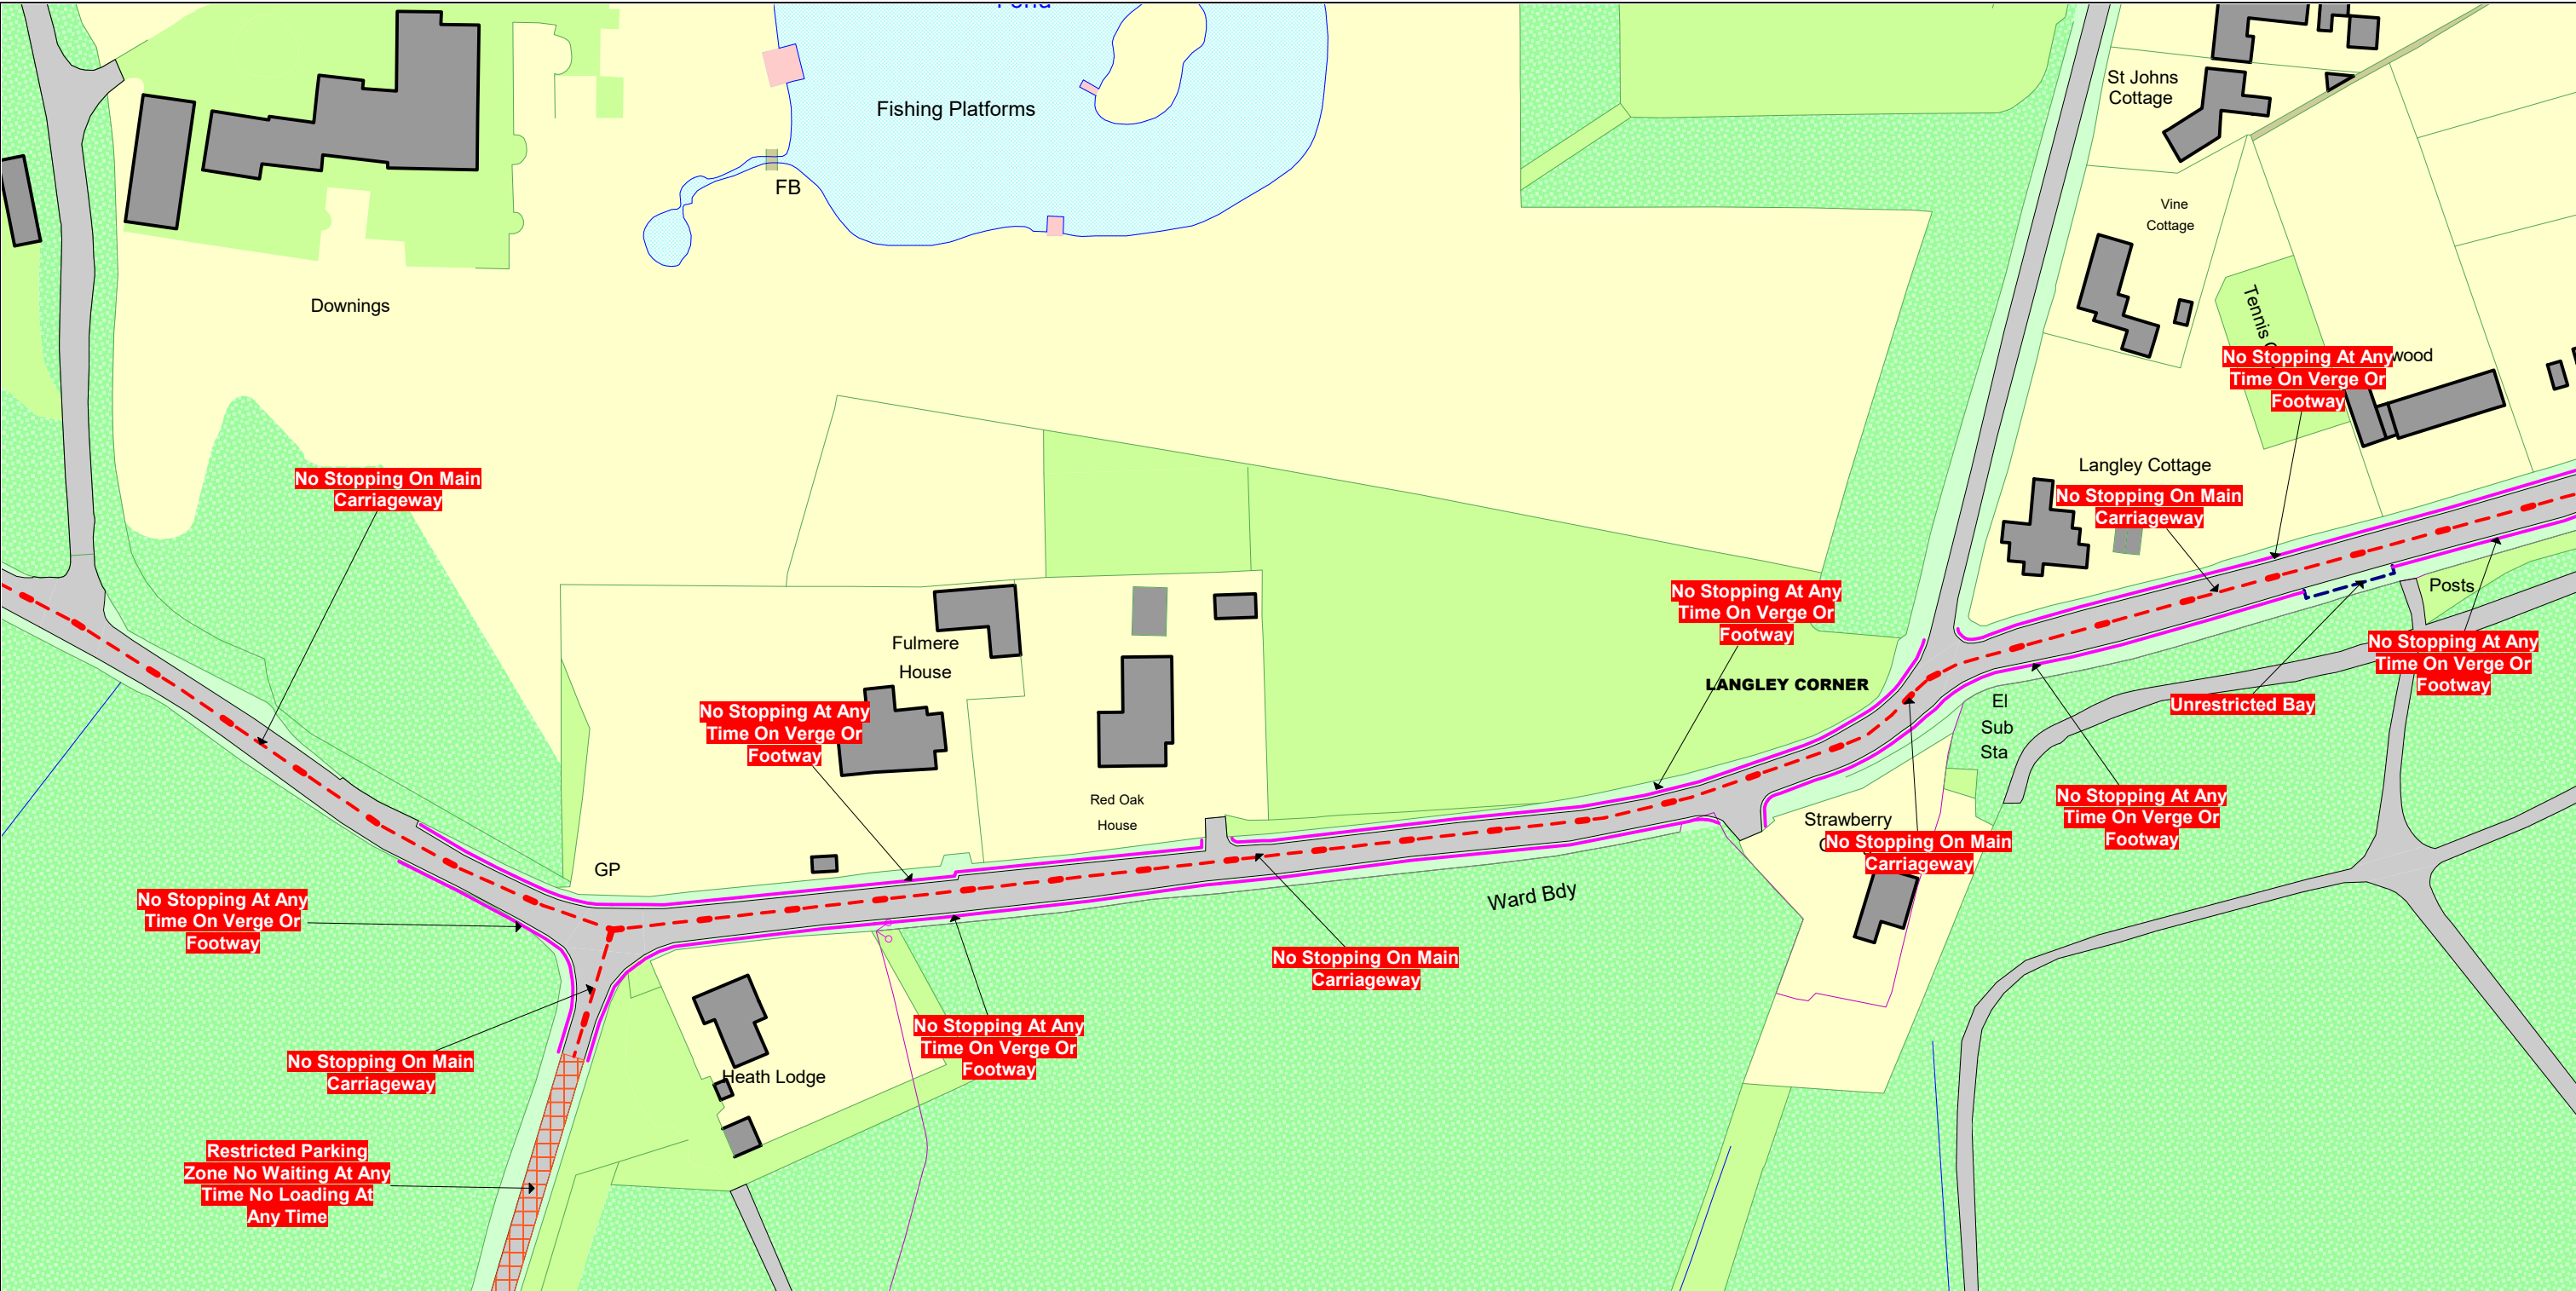 Fishing Platforms
FB
St Johns
Cottage
Vine
Cottage
Downings
Tennis
No Stopping At Any
Time On Verge Or
Footway
wood
Langley Cottage
No Stopping On Main
Carriageway
No Stopping On Main
Carriageway
Posts
No Stopping At Any
Time On Verge Or
Footway
Fulmere
House
No Stopping At Any
Time On Verge Or
Footway
LANGLEY CORNER
El
Sub
Sta
Unrestricted Bay
No Stopping At Any
Time On Verge Or
Footway
Red Oak
House
No Stopping At Any
Time On Verge Or
Footway
Strawberry
No Stopping On Main
Carriageway
GP
Ward Bdy
No Stopping At Any
Time On Verge Or
Footway
No Stopping On Main
Carriageway
No Stopping At Any
Time On Verge Or
Footway
No Stopping On Main
Carriageway
Heath Lodge
Restricted Parking
Zone No Waiting At Any
Time No Loading At
Any Time